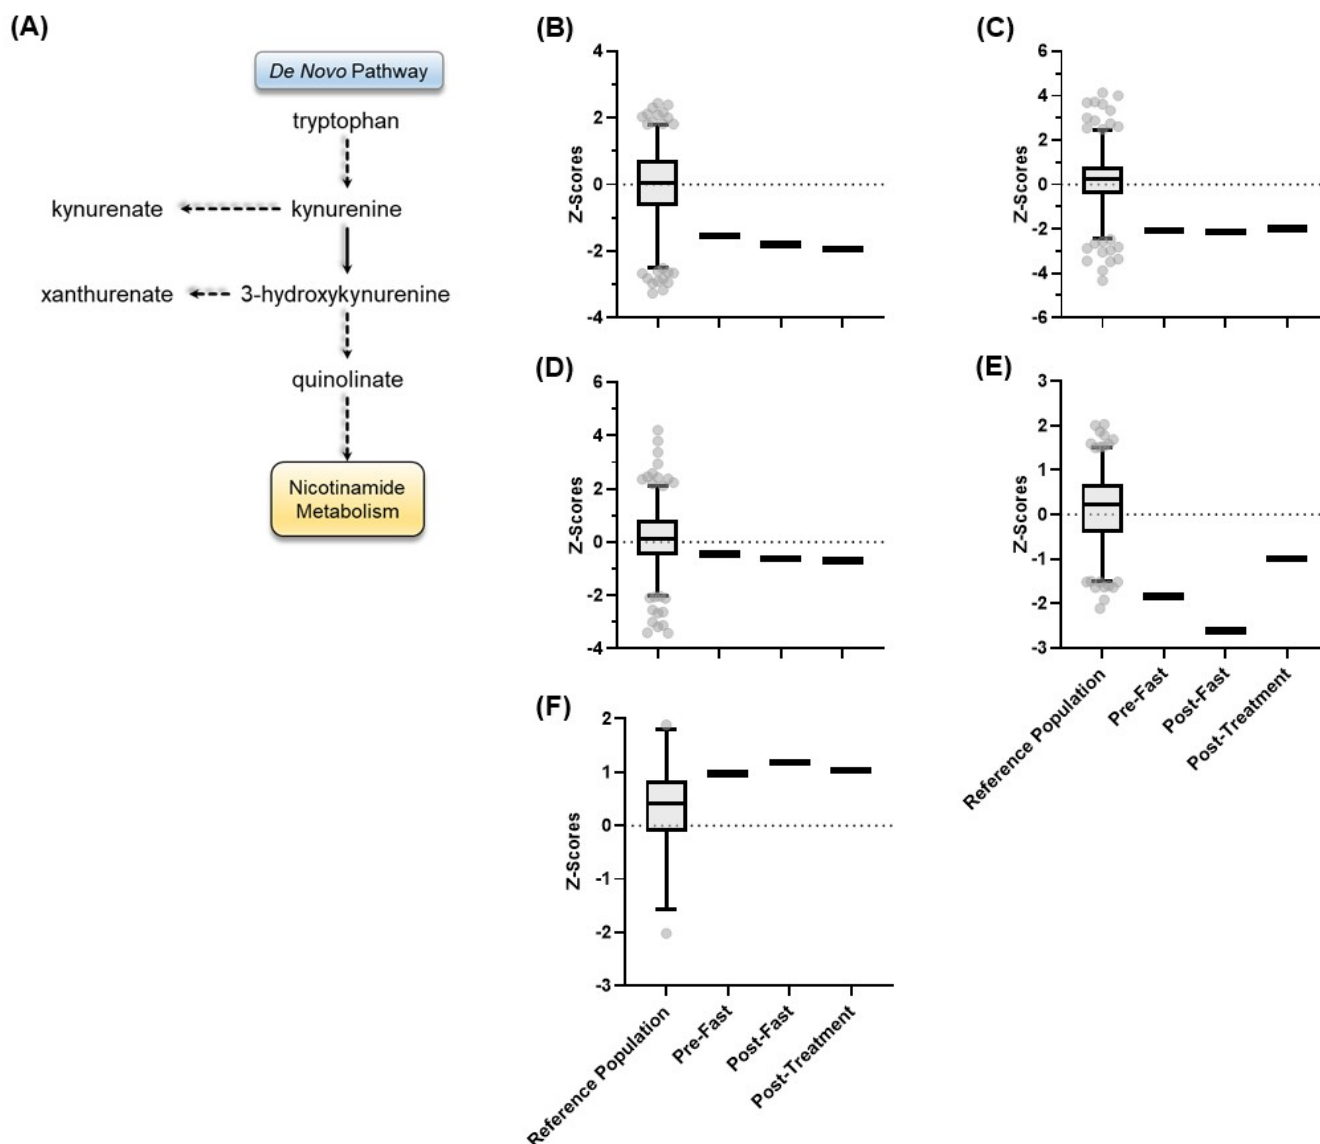 (A)
De Novo Pathway
tryptophan
kynurenate
kynurenine
xanthurenate
3-hydroxykynurenine
quinolinate
Nicotinamide
Metabolism
(B)
Z-Scores
4
2
0
-2
-4
(C)
Z-Scores
6
4
2
0
-2
-4
-6
(D)
Z-Scores
6
4
2
0
-2
-4
(E)
Z-Scores
3
2
1
0
-1
-2
-3
Reference Population
Pre-Fast
Post-Fast
Post-Treatment
(F)
Z-Scores
2
1
0
-1
-2
-3
Reference Population
Pre-Fast
Post-Fast
Post-Treatment